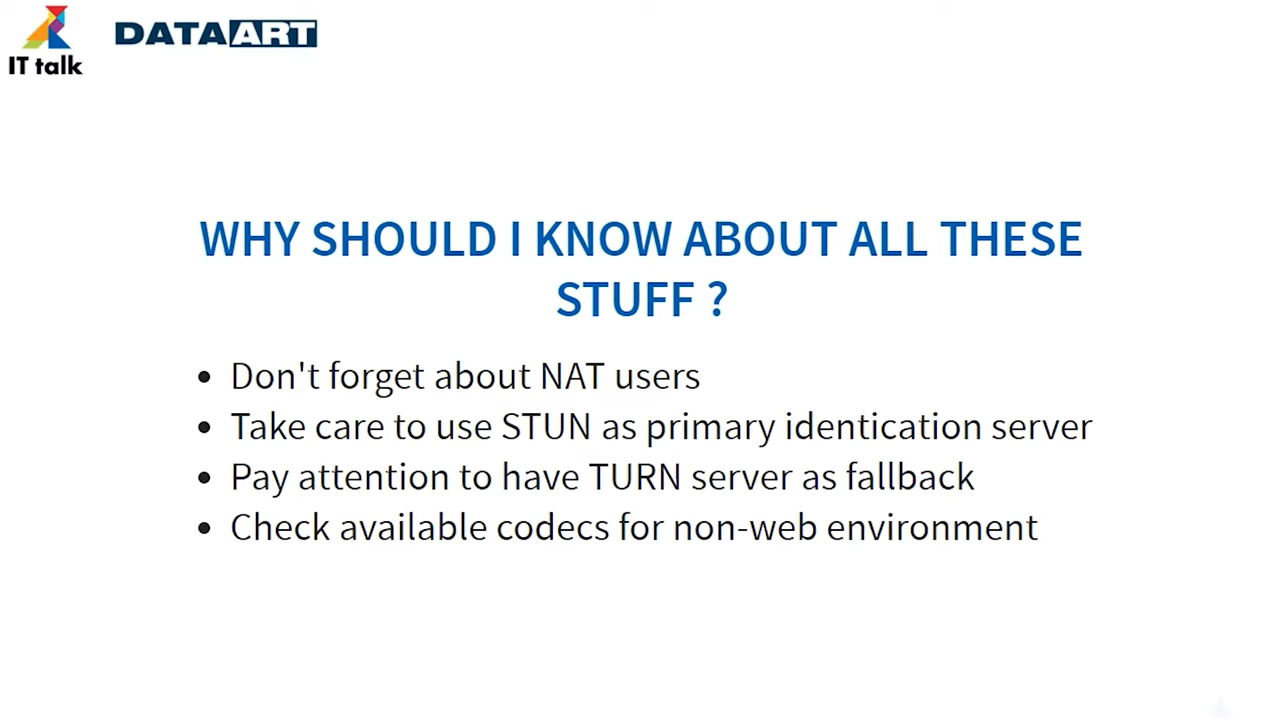 IT talk
DATAART
WHY SHOULD I KNOW ABOUT ALL THESE
STUFF ?
Don't forget about NAT users
Take care to use STUN as primary identication server
Pay attention to have TURN server as fallback
Check available codecs for non-web environment